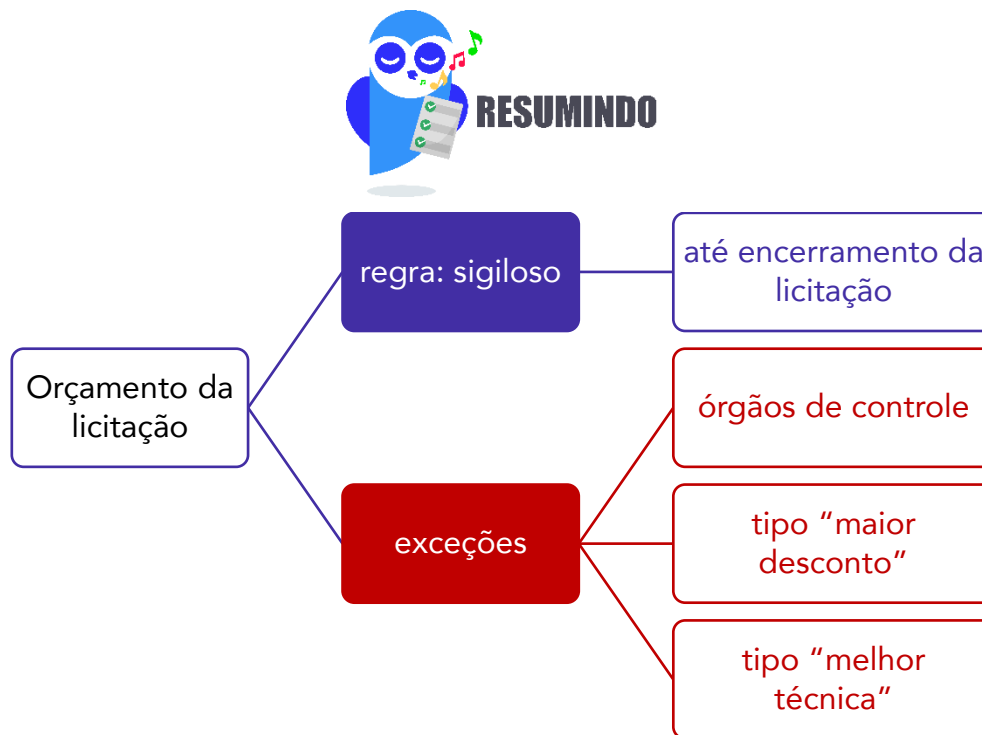 RESUMINDO
regra: sigiloso
até encerramento da
licitação
Orçamento da
licitação
órgãos de controle
exceções
tipo “maior
desconto”
tipo “melhor
técnica”